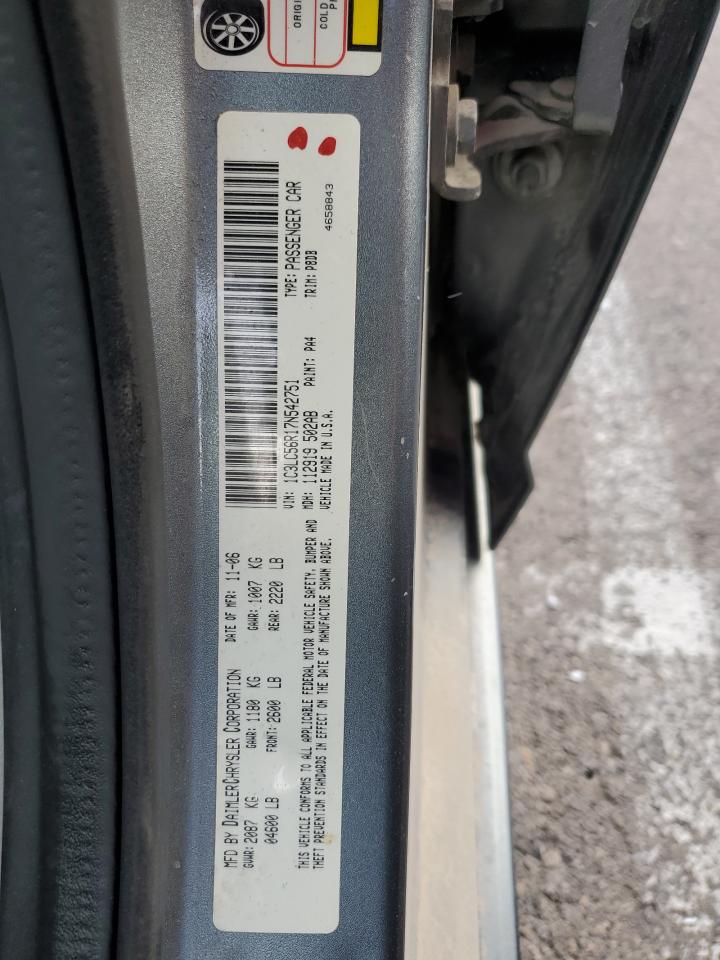 ORIGI
COLD
P
MFD BY DAIMLERCHRYSLER CORPORATION DATE OF MFR: 11-06
GVWR: 2087 KG GAWR: 1180 KG GAWR: 1007 KG
04600 LB FRONT: 2600 LB REAR: 2220 LB
THIS VEHICLE CONFORMS TO ALL APPLICABLE FEDERAL MOTOR VEHICLE SAFETY, BUMPER AND
THEFT PREVENTION STANDARDS IN EFFECT ON THE DATE OF MANUFACTURE SHOWN ABOVE.
VIN: 1C3LC56R17N542751 TYPE: PASSENGER CAR
MDH: 112919 502AB PAINT: PA4 TRIM: P8DB
VEHICLE MADE IN U.S.A. 4658843